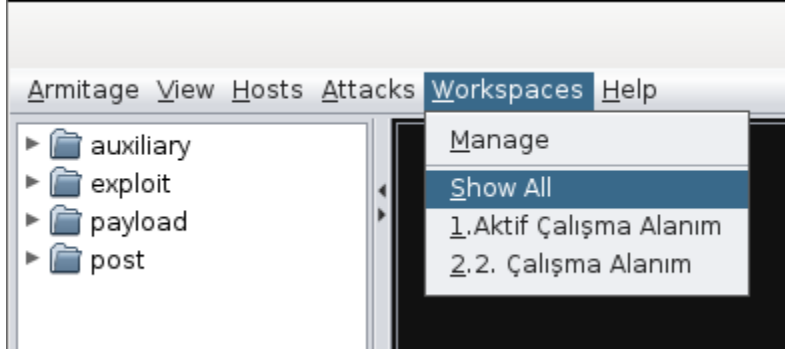 Armitage View Hosts Attacks Workspaces Help
auxiliary
exploit
payload
post
Manage
Show All
1.Aktif Çalışma Alanım
2.2. Çalışma Alanım